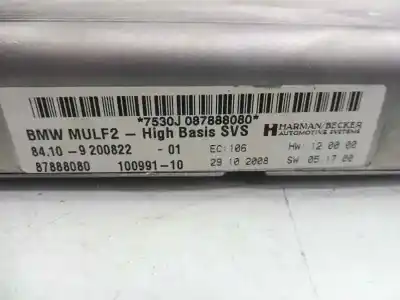 *7530J 087888080*
BMW MULF2 - High Basis SVS
HARMAN/BECKER
AUTOMOTIVE SYSTEMS
84.10-9 200822 -01 EC:106 HW: 12 00 00
87888080 100991-10 29 10 2008 SW 05 17 00